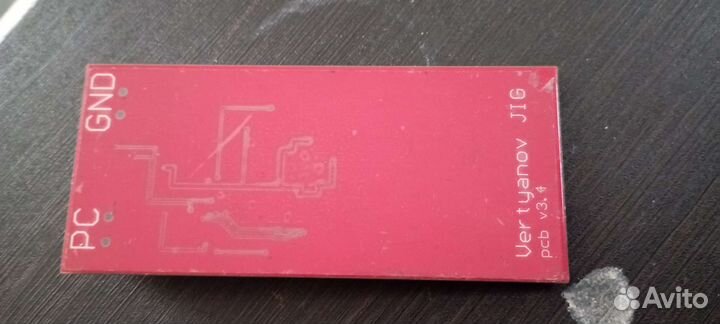 GND
PC
Vertyanov JIG
pcb v3.4
Avito